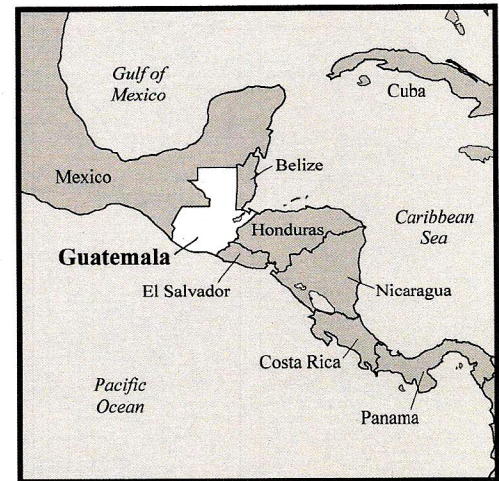 Gulf of
Mexico
Cuba
Mexico
Belize
Caribbean
Sea
Honduras
Guatemala
El Salvador
Nicaragua
Costa Rica
Pacific
Ocean
Panama